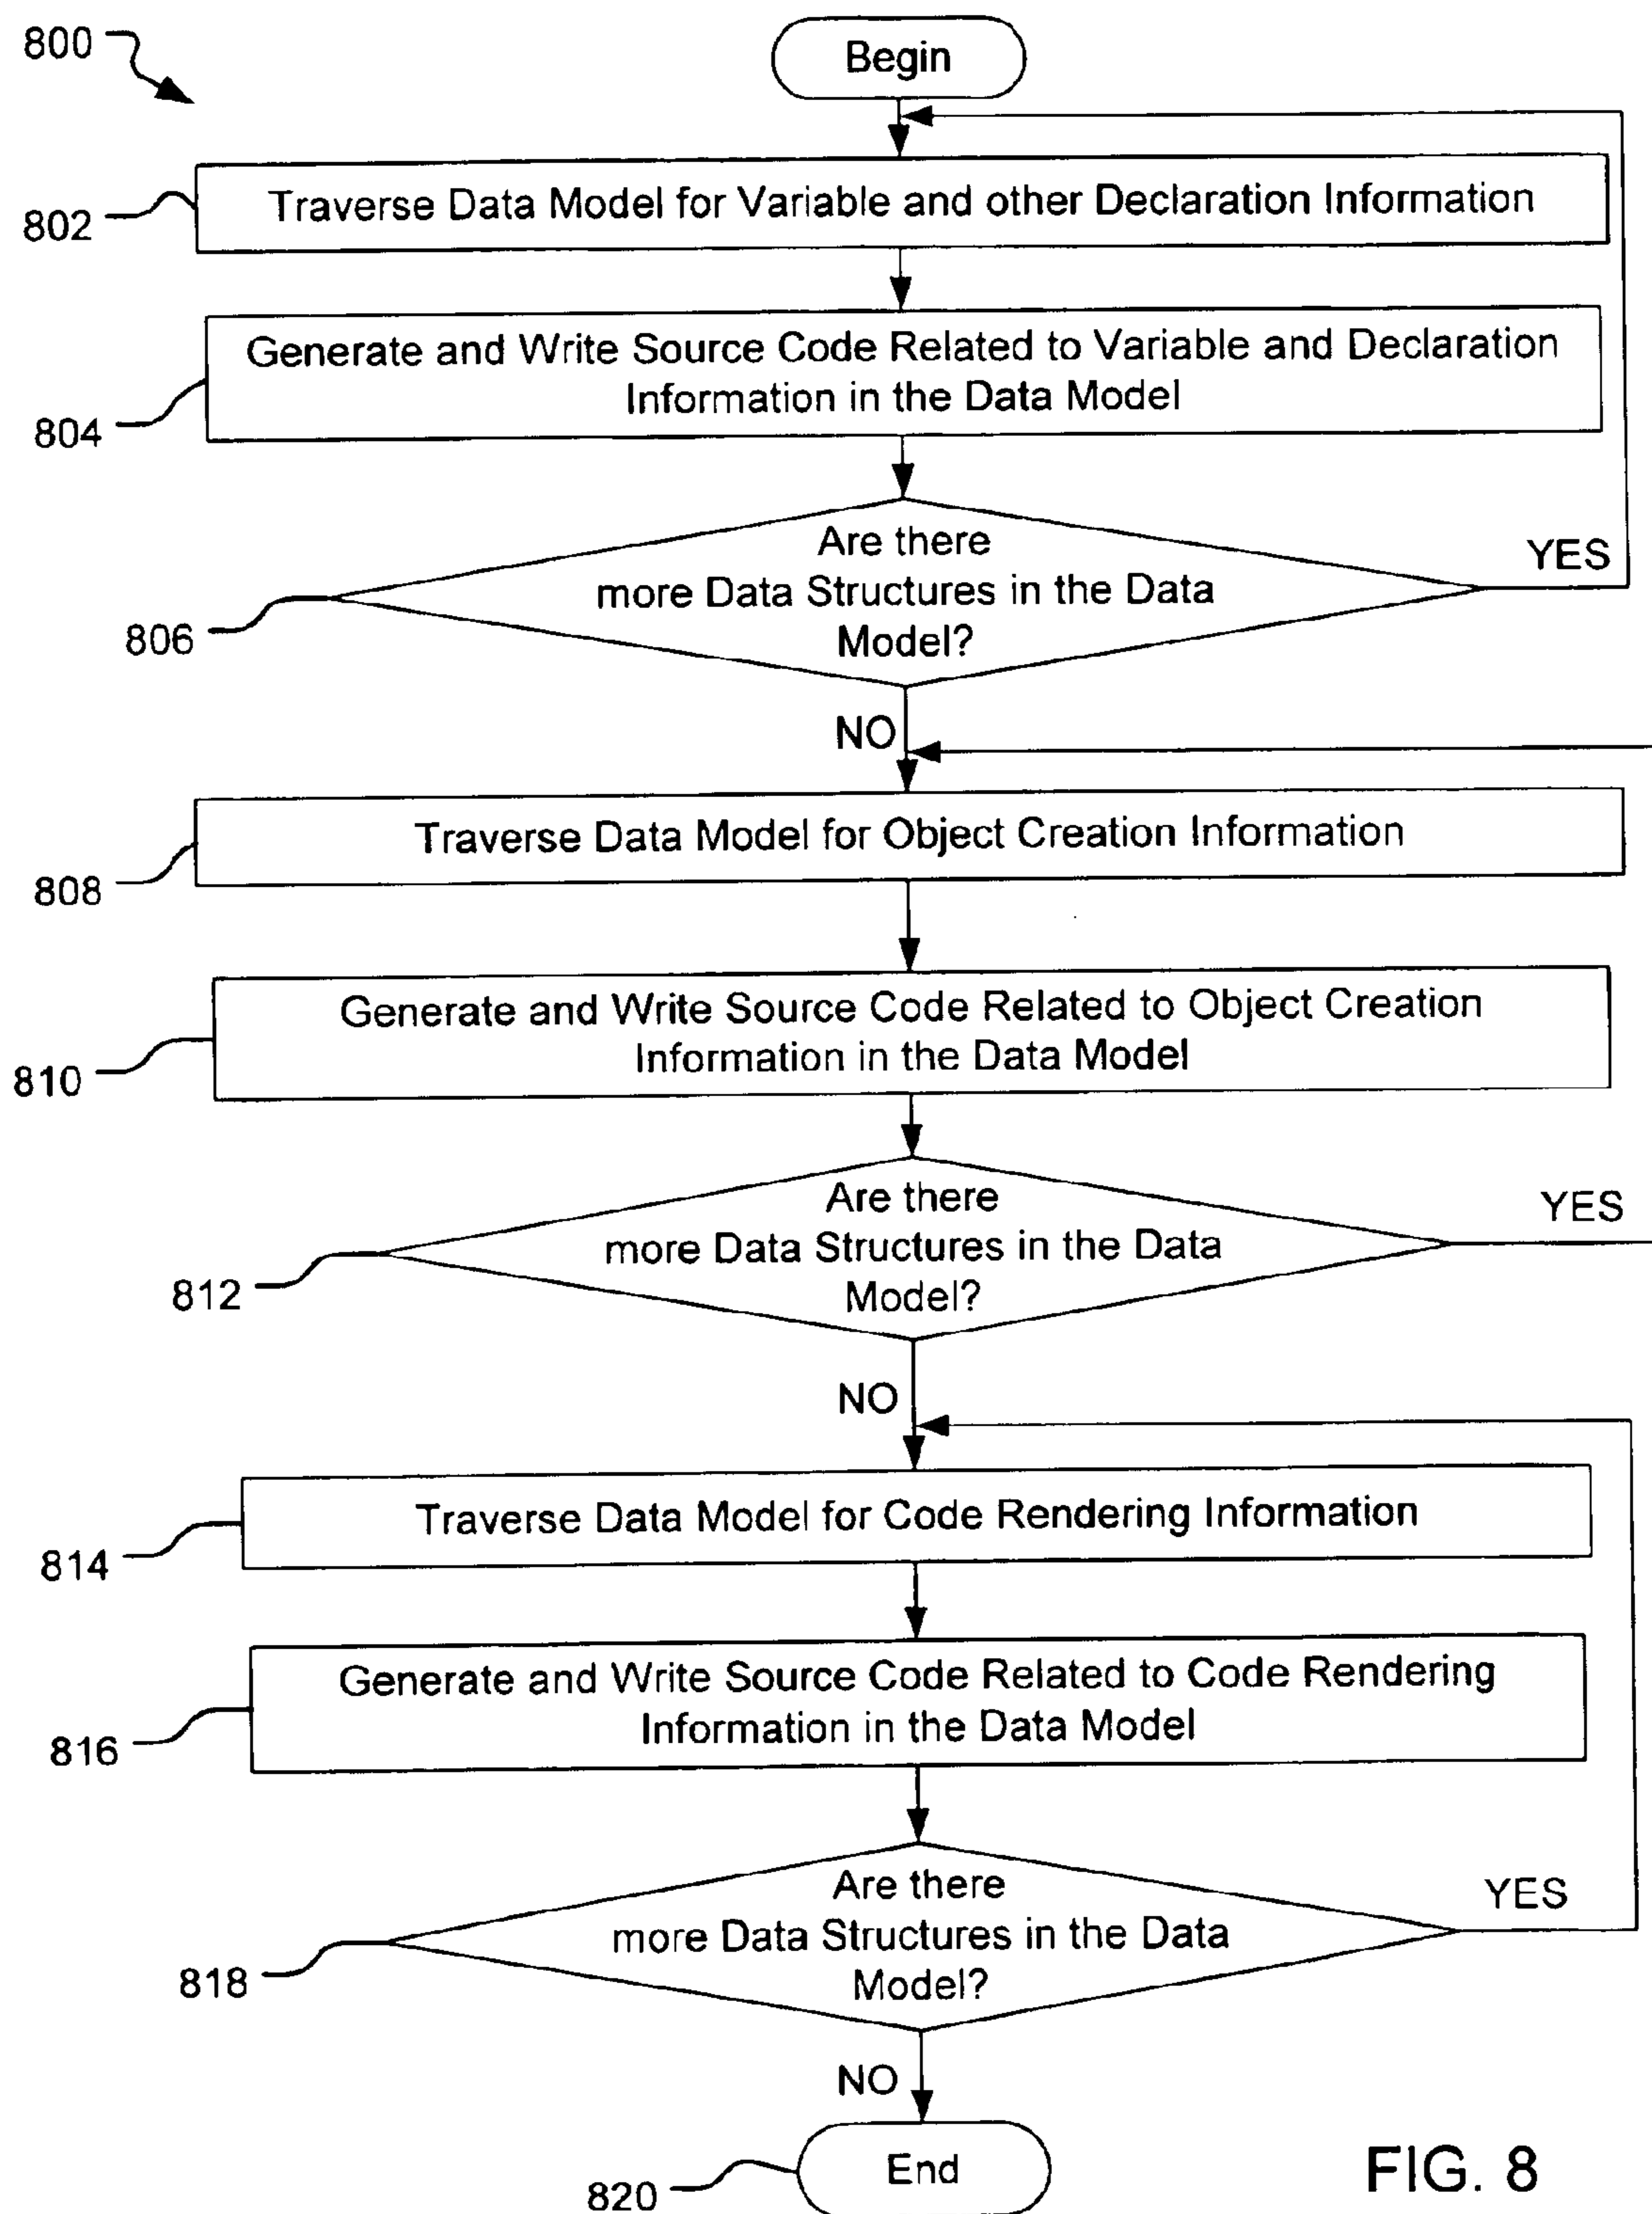 800
Begin
802
Traverse Data Model for Variable and other Declaration Information
Generate and Write Source Code Related to Variable and Declaration
Information in the Data Model
804
Are there
more Data Structures in the Data
Model?
YES
806
NO
Traverse Data Model for Object Creation Information
808
Generate and Write Source Code Related to Object Creation
Information in the Data Model
810
Are there
more Data Structures in the Data
Model?
YES
812
NO
Traverse Data Model for Code Rendering Information
814
Generate and Write Source Code Related to Code Rendering
Information in the Data Model
816
Are there
more Data Structures in the Data
Model?
YES
818
NO
End
820
FIG. 8